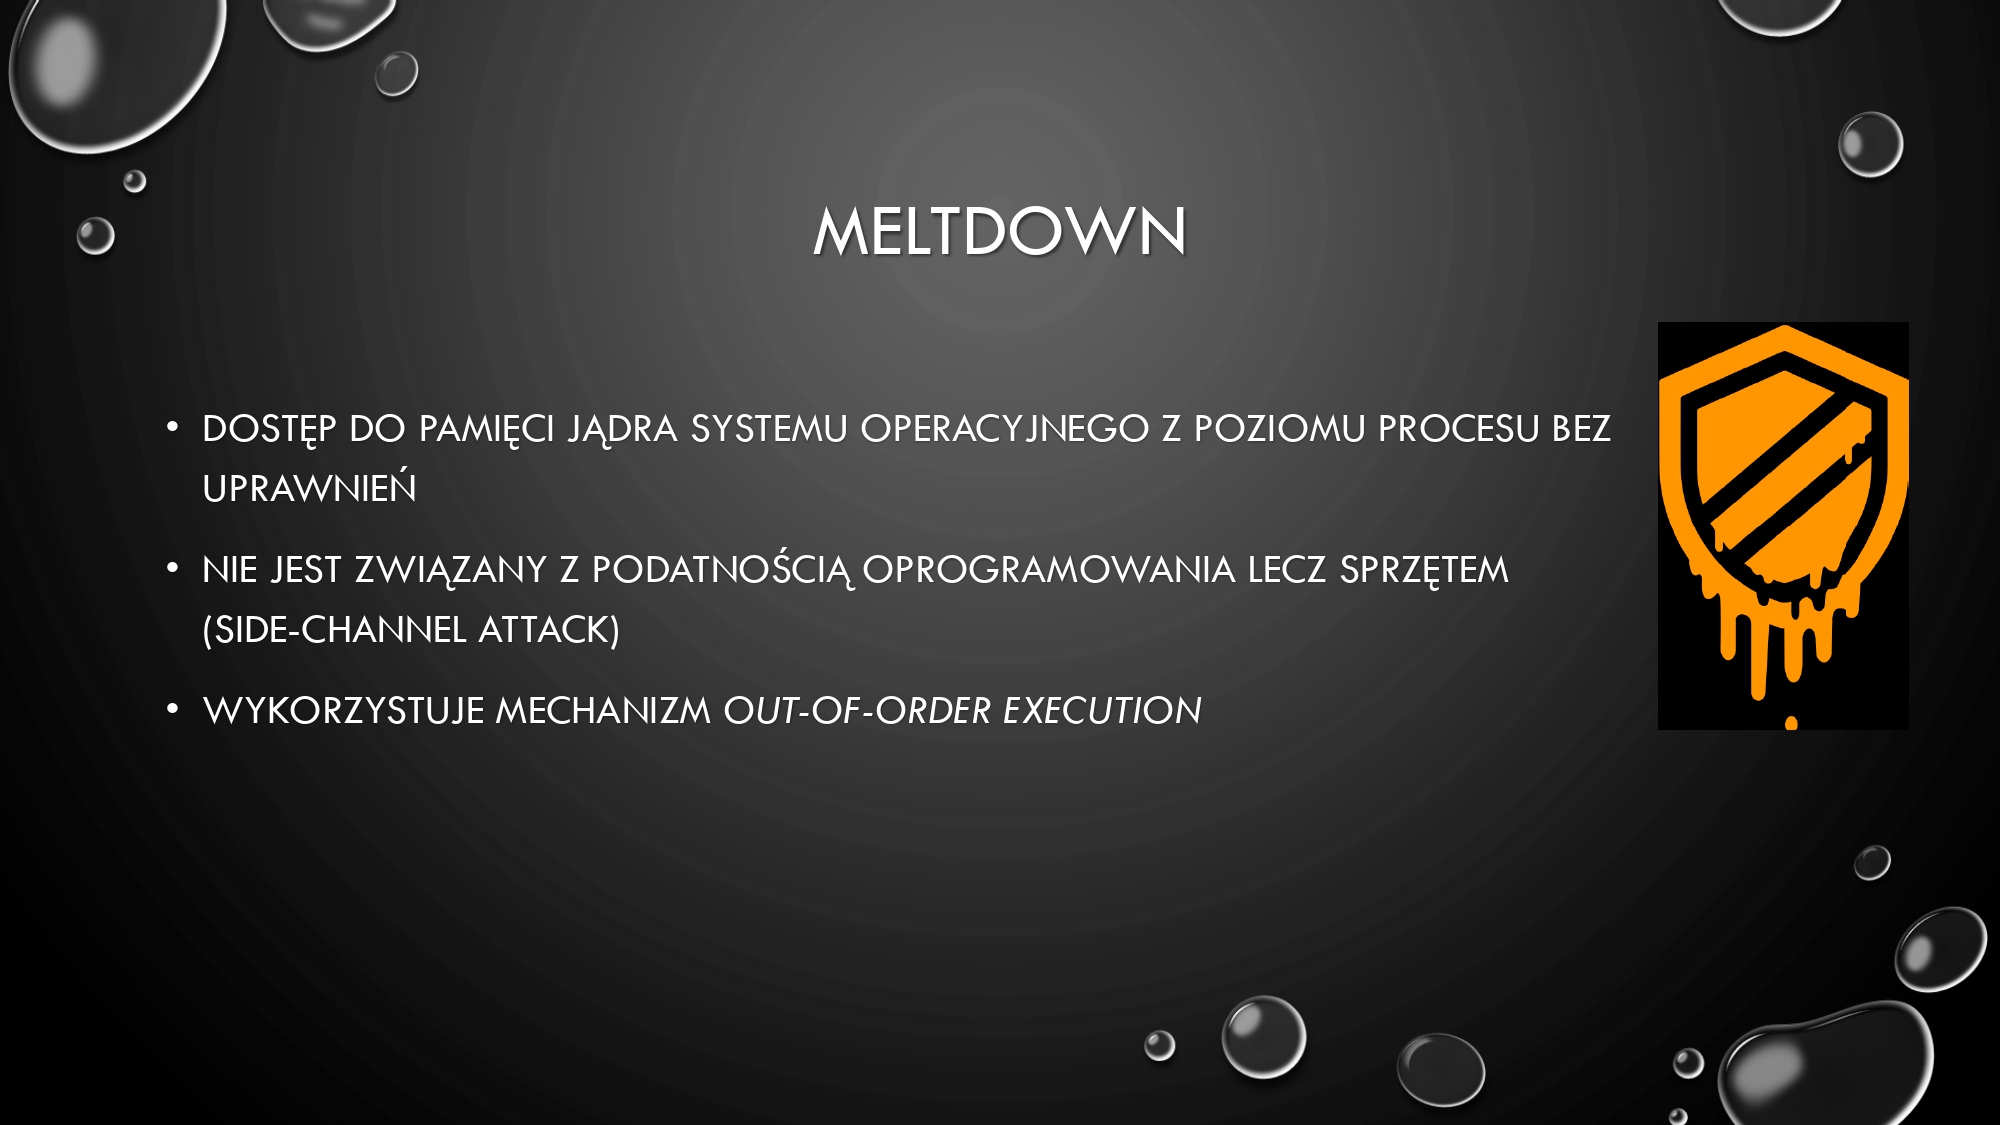 MELTDOWN
• DOSTĘP DO PAMIĘCI JĄDRA SYSTEMU OPERACYJNEGO Z POZIOMU PROCESU BEZ
UPRAWNIEŃ
• NIE JEST ZWIĄZANY Z PODATNOŚCIĄ OPROGRAMOWANIA LECZ SPRZĘTEM
(SIDE-CHANNEL ATTACK)
• WYKORZYSTUJE MECHANIZM OUT-OF-ORDER EXECUTION